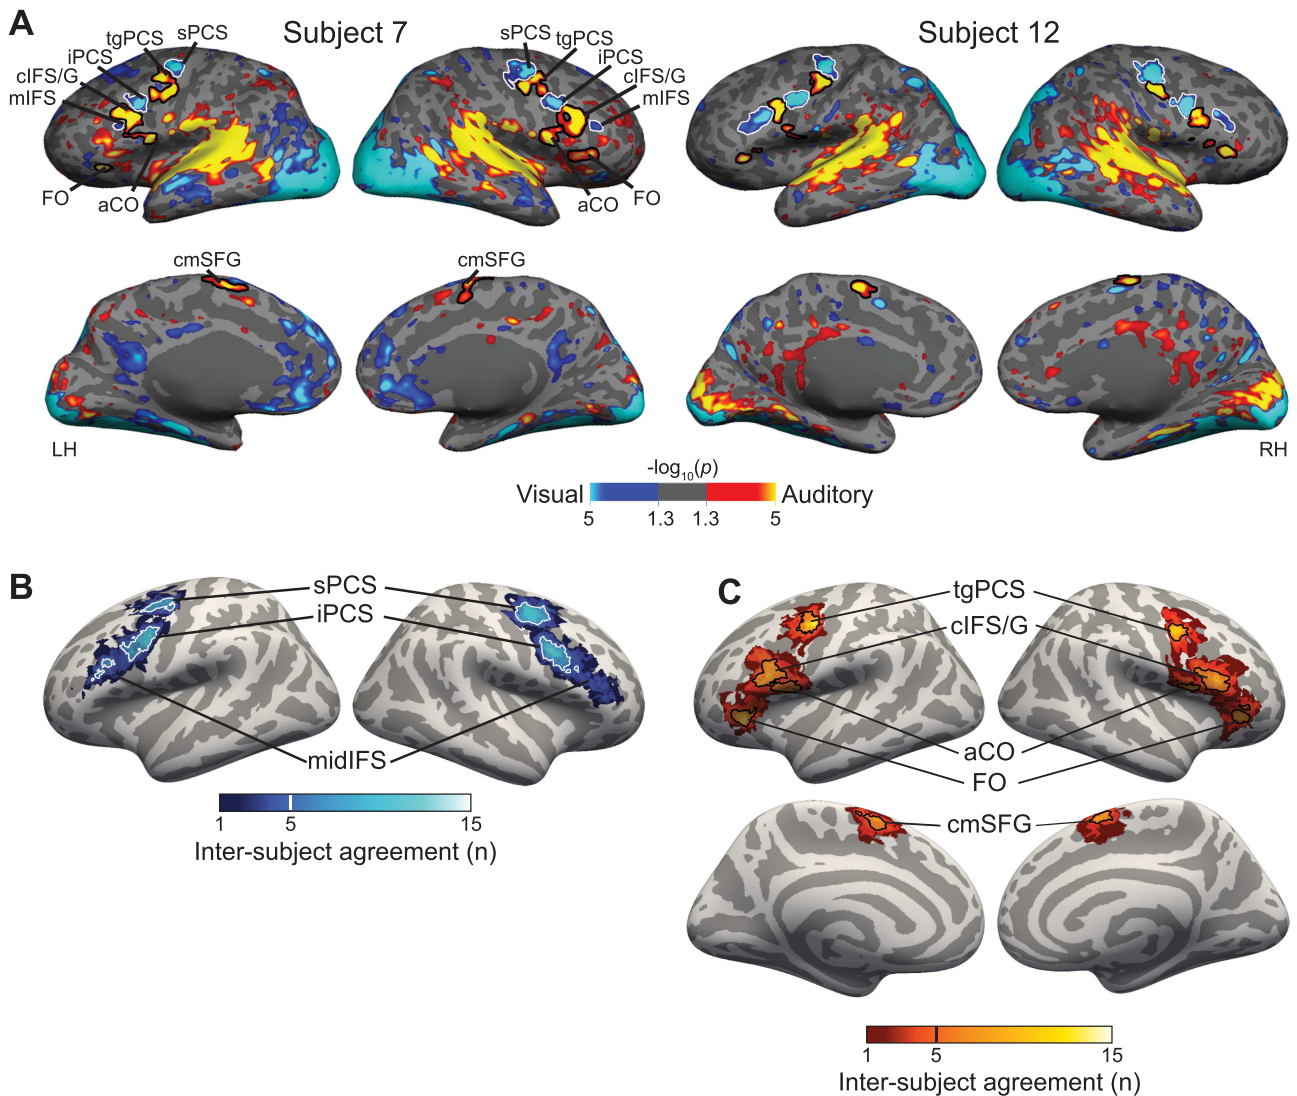 A
Subject 7
Subject 12
tgPCS
sPCS
iPCS
cIFS/G
mIFS
FO
aCO
sPCS
tgPCS
iPCS
cIFS/G
mIFS
aCO
FO
cmSFG
cmSFG
LH
RH
-log10(p)
Visual
Auditory
5
1.3
1.3
5
B
sPCS
iPCS
midIFS
1
5
15
Inter-subject agreement (n)
C
tgPCS
cIFS/G
aCO
FO
cmSFG
1
5
15
Inter-subject agreement (n)